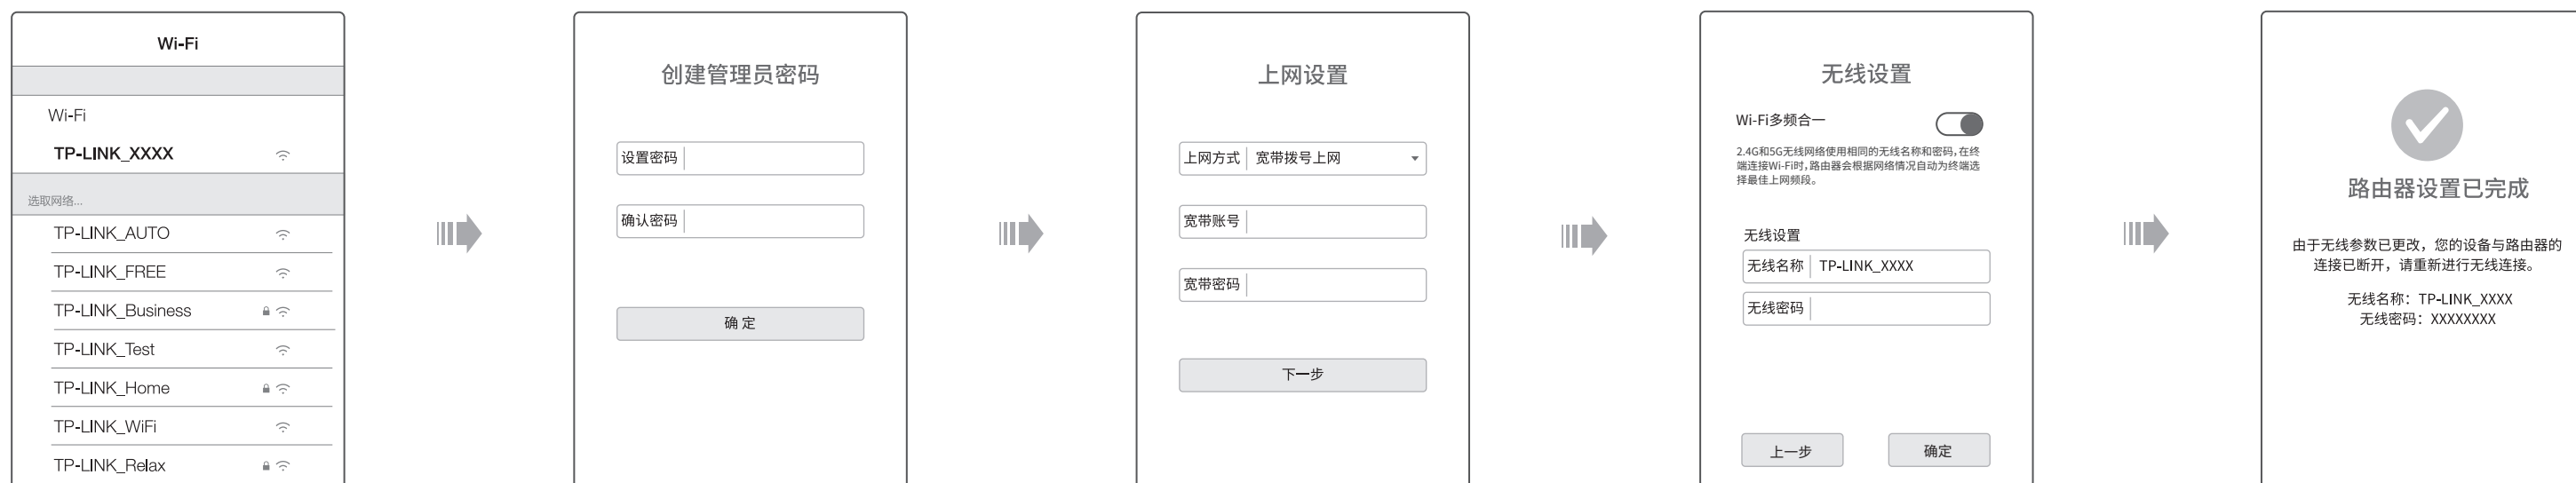 Wi-Fi
Wi-Fi
TP-LINK_XXXX
选取网络...
TP-LINK_AUTO
TP-LINK_FREE
TP-LINK_Business
TP-LINK_Test
TP-LINK_Home
TP-LINK_WiFi
TP-LINK_Relax
创建管理员密码
设置密码
确认密码
确 定
上网设置
上网方式 宽带拨号上网
宽带账号
宽带密码
下一步
无线设置
Wi-Fi多频合一
2.4G和5G无线网络使用相同的无线名称和密码,在终
端连接Wi-Fi时,路由器会根据网络情况自动为终端选
择最佳上网频段。
无线设置
无线名称 TP-LINK_XXXX
无线密码
上一步 确定
路由器设置已完成
由于无线参数已更改，您的设备与路由器的
连接已断开，请重新进行无线连接。
无线名称：TP-LINK_XXXX
无线密码：XXXXXXXX